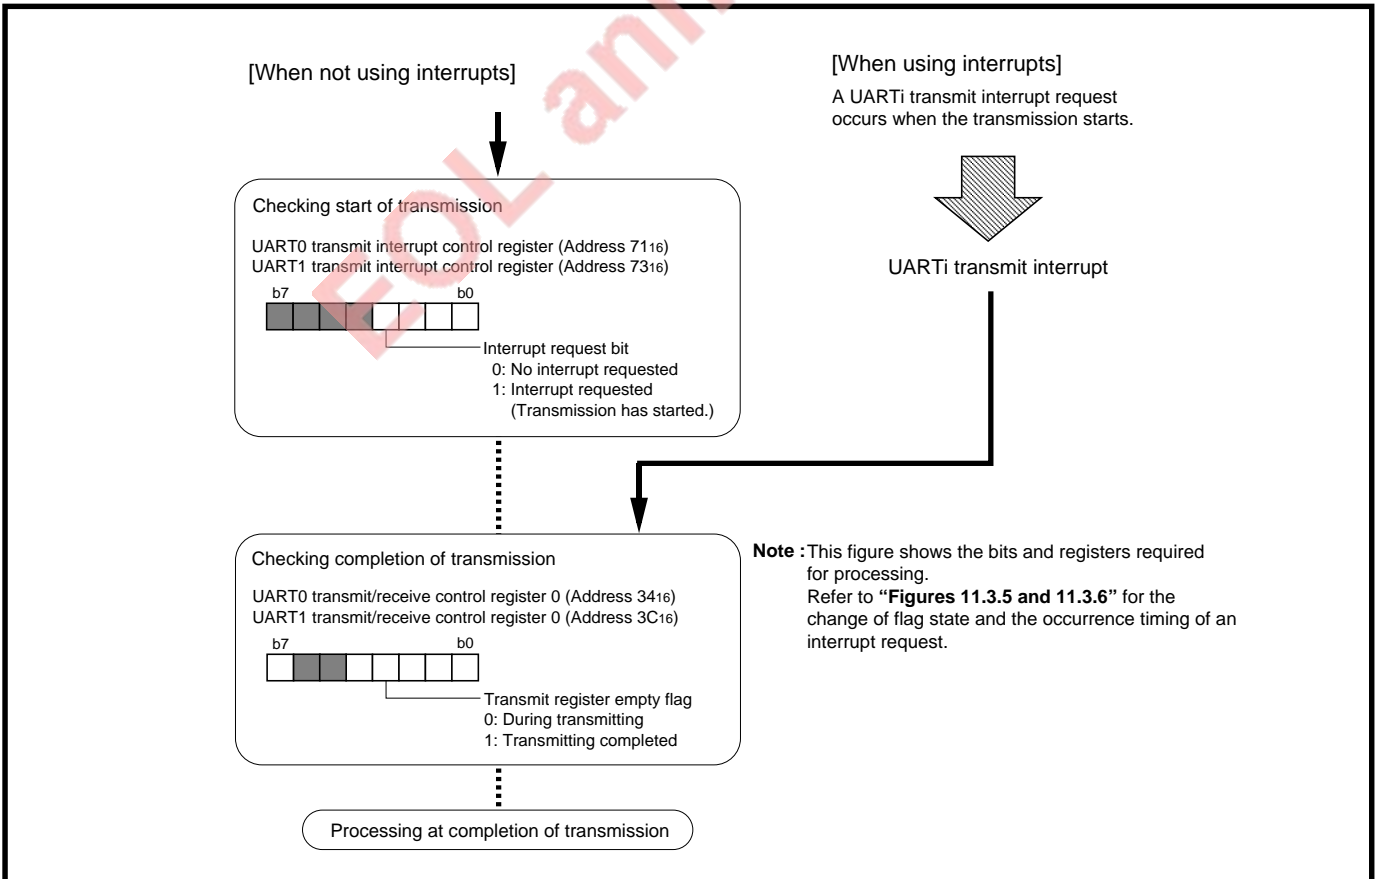 [When not using interrupts]
[When using interrupts]
A UARTi transmit interrupt request
occurs when the transmission starts.
Checking start of transmission
UART0 transmit interrupt control register (Address 7116)
UART1 transmit interrupt control register (Address 7316)
b7 b0
Interrupt request bit
0: No interrupt requested
1: Interrupt requested
(Transmission has started.)
UARTi transmit interrupt
Checking completion of transmission
UART0 transmit/receive control register 0 (Address 3416)
UART1 transmit/receive control register 0 (Address 3C16)
b7 b0
Transmit register empty flag
0: During transmitting
1: Transmitting completed
Note : This figure shows the bits and registers required
for processing.
Refer to “Figures 11.3.5 and 11.3.6” for the
change of flag state and the occurrence timing of an
interrupt request.
Processing at completion of transmission
EOL